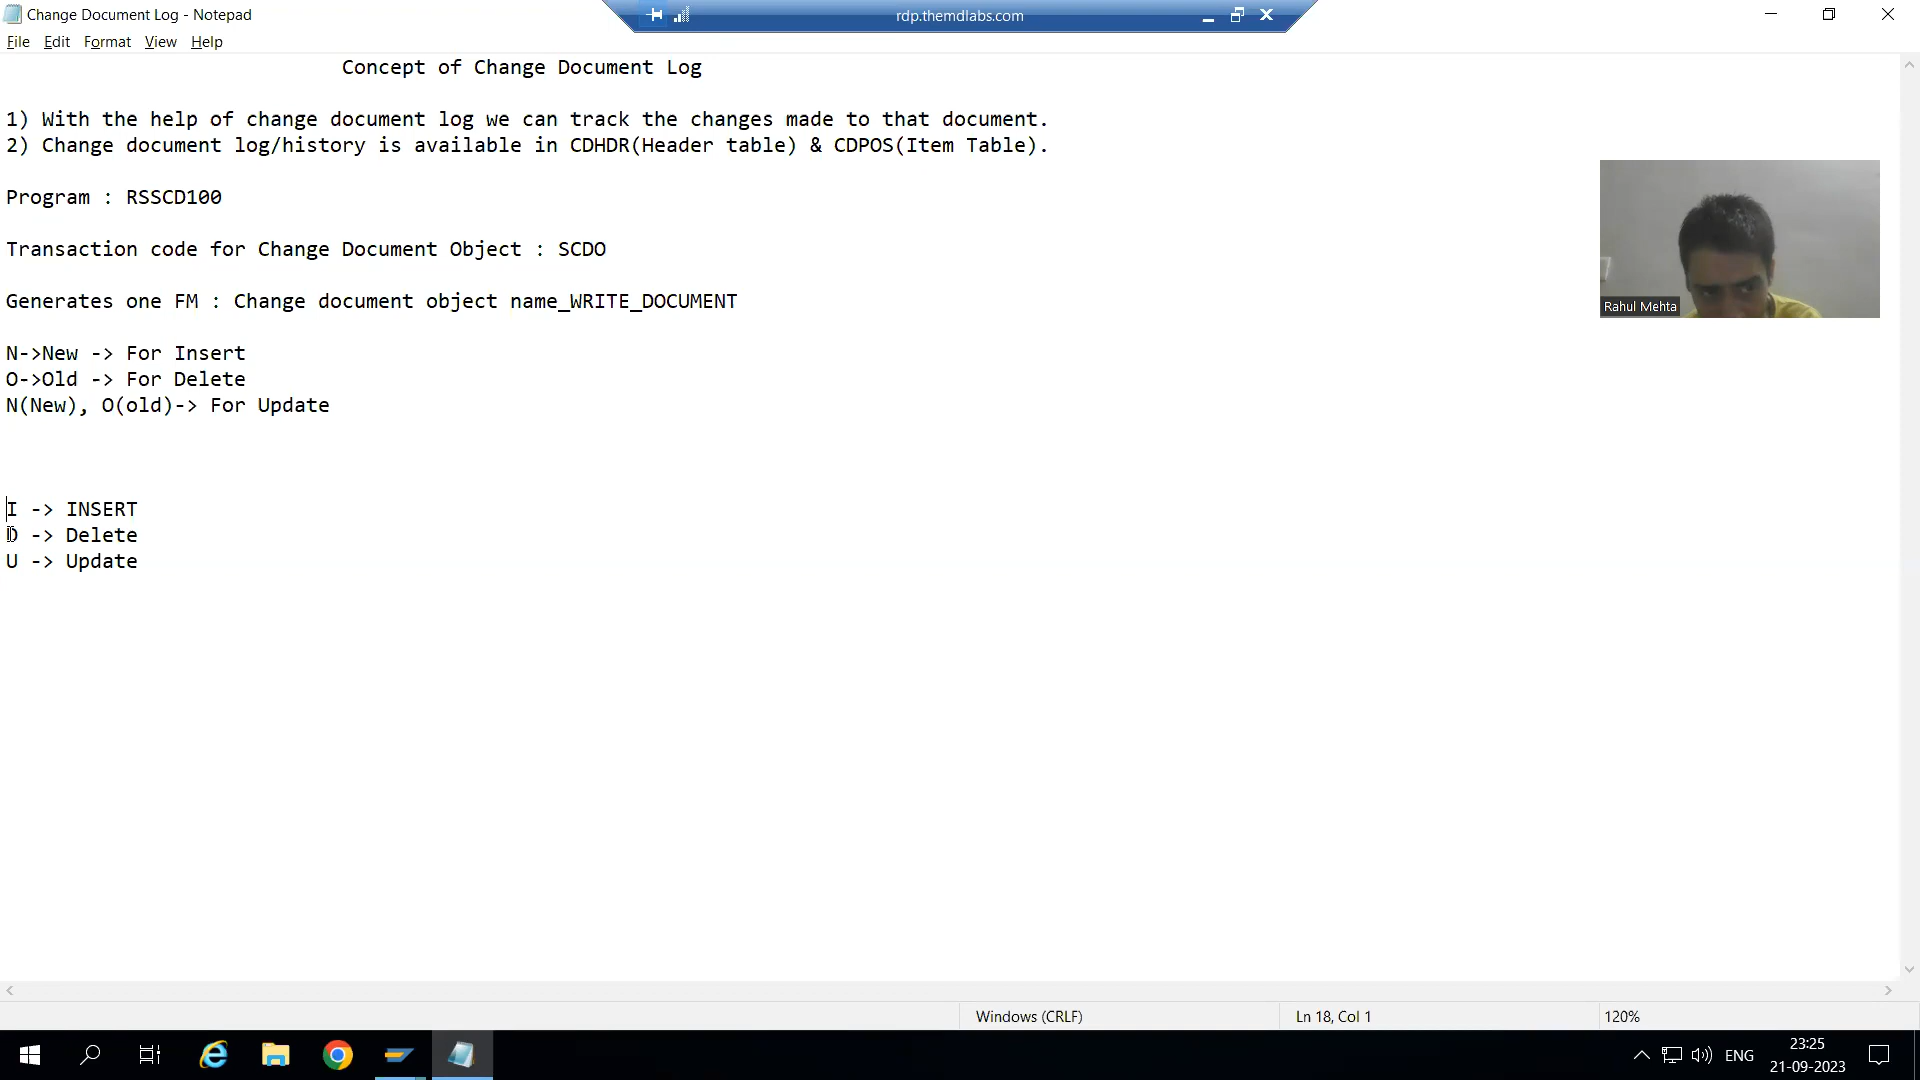 Change Document Log - Notepad
rdp.themdlabs.com
File Edit Format View Help
Concept of Change Document Log
1) With the help of change document log we can track the changes made to that document.
2) Change document log/history is available in CDHDR(Header table) & CDPOS(Item Table).
Program : RSSCD100
Transaction code for Change Document Object : SCDO
Generates one FM : Change document object name_WRITE_DOCUMENT
N->New -> For Insert
O->Old -> For Delete
N(New), O(old)-> For Update
I -> INSERT
D -> Delete
U -> Update
Rahul Mehta
Windows (CRLF)
Ln 18, Col 1
120%
ENG
23:25
21-09-2023